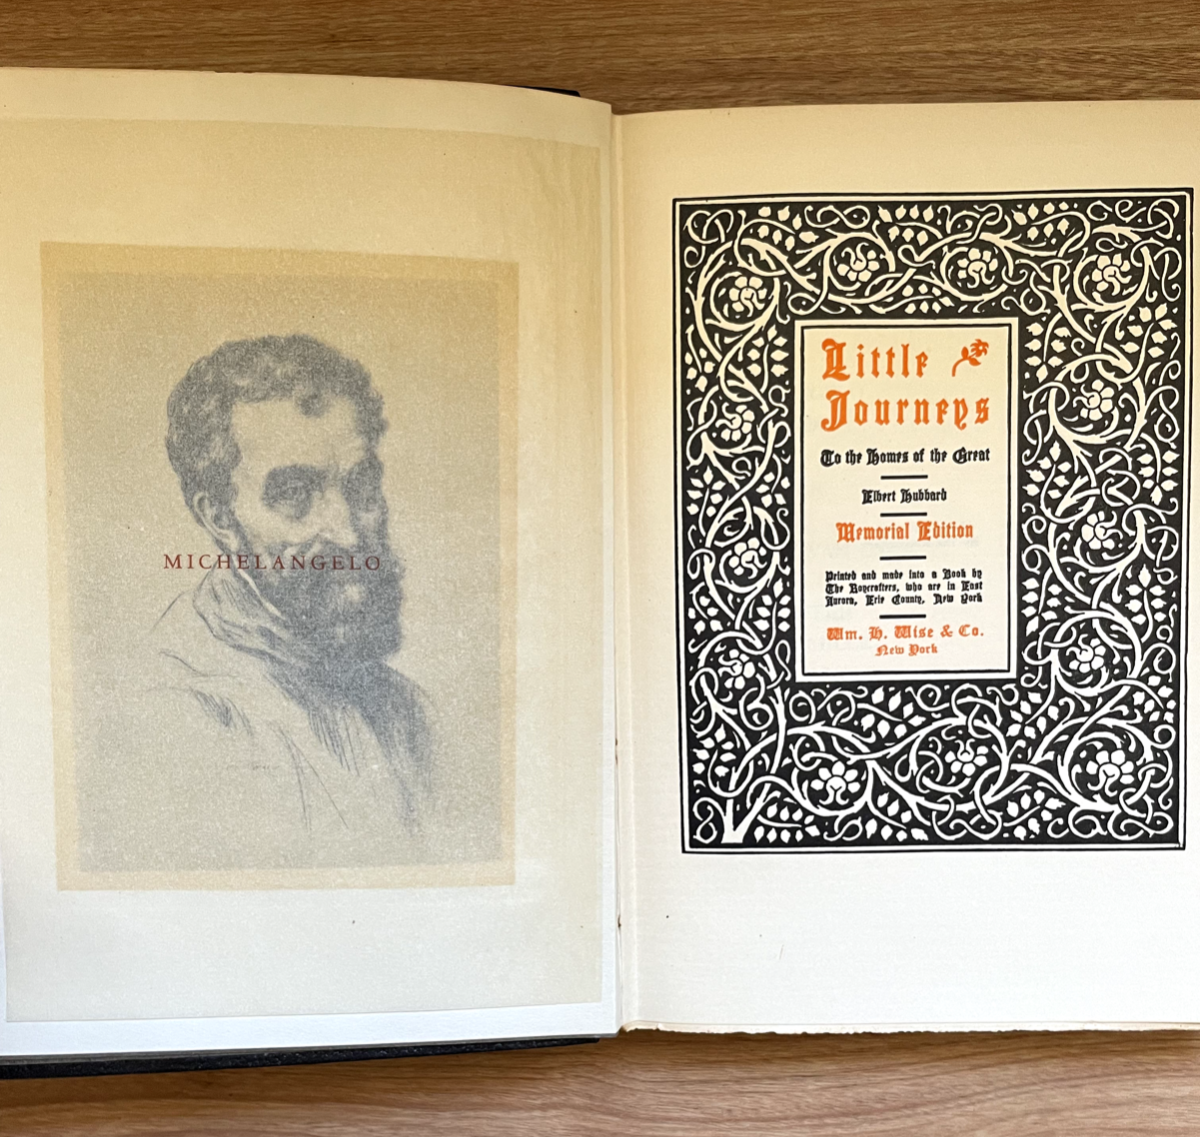 MICHELANGELO
Little
Journeys
To the Homes of the Great
Elbert Hubbard
Memorial Edition
Printed and made into a Book by
The Roycrofters, who are in East
Aurora, Erie County, New York
Wm. H. Wise & Co.
New York